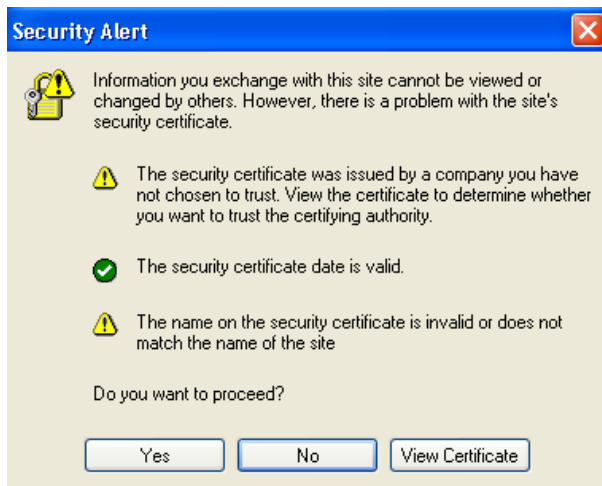 Security Alert
Information you exchange with this site cannot be viewed or
changed by others. However, there is a problem with the site's
security certificate.
The security certificate was issued by a company you have
not chosen to trust. View the certificate to determine whether
you want to trust the certifying authority.
The security certificate date is valid.
The name on the security certificate is invalid or does not
match the name of the site
Do you want to proceed?
Yes
No
View Certificate